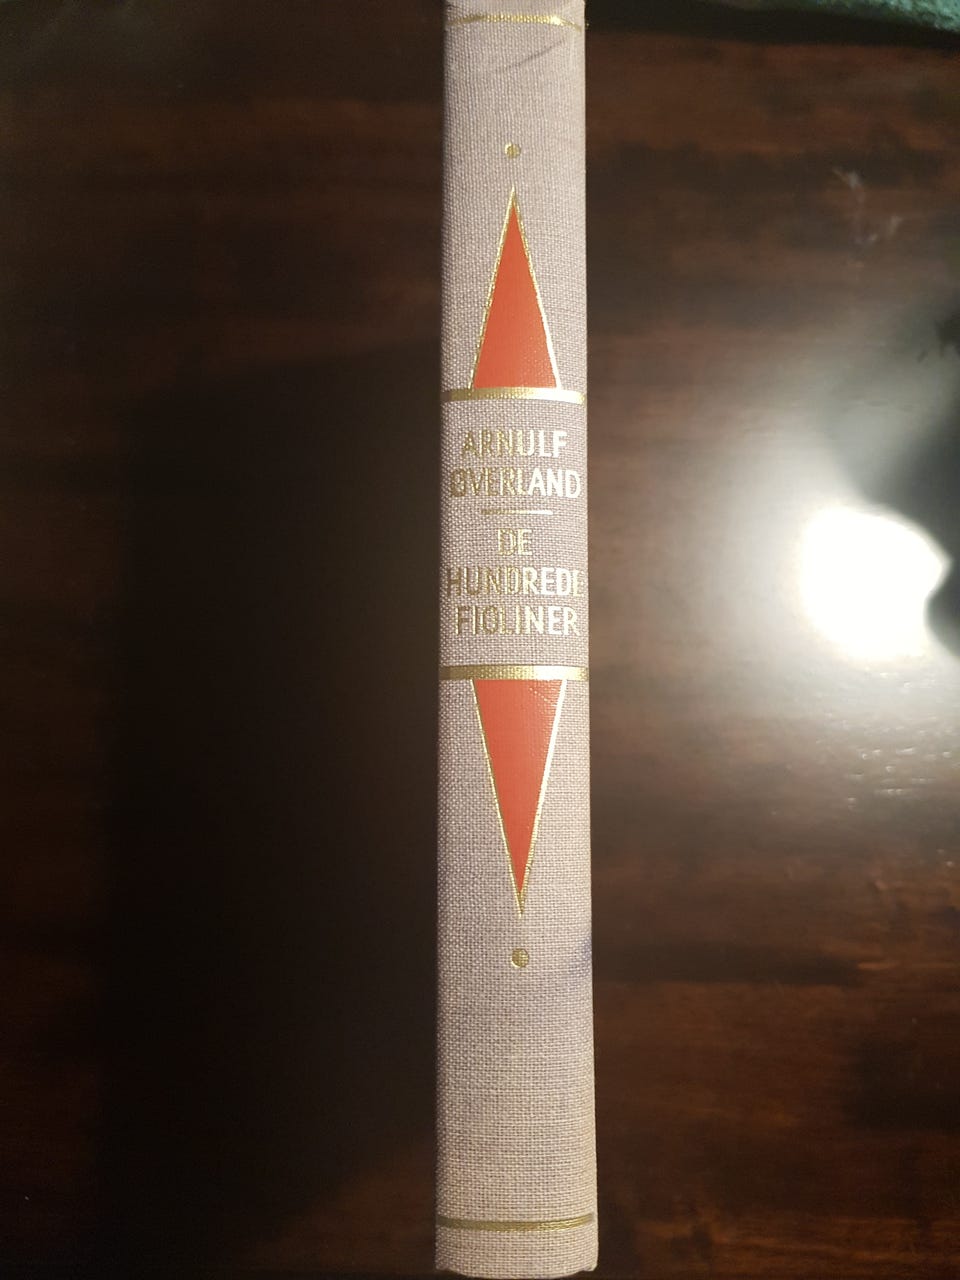 ARNULF
ØVERLAND
DE
HUNDREDE
FIOLINER